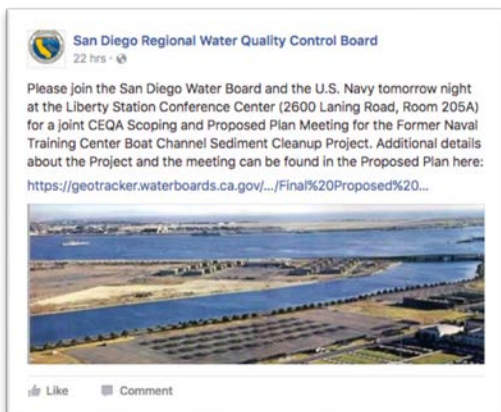 San Diego Regional Water Quality Control Board
22 hrs ·
Please join the San Diego Water Board and the U.S. Navy tomorrow night
at the Liberty Station Conference Center (2600 Laning Road, Room 205A)
for a joint CEQA Scoping and Proposed Plan Meeting for the Former Naval
Training Center Boat Channel Sediment Cleanup Project. Additional details
about the Project and the meeting can be found in the Proposed Plan here:
https://geotracker.waterboards.ca.gov/.../Final%20Proposed%20...
Like Comment